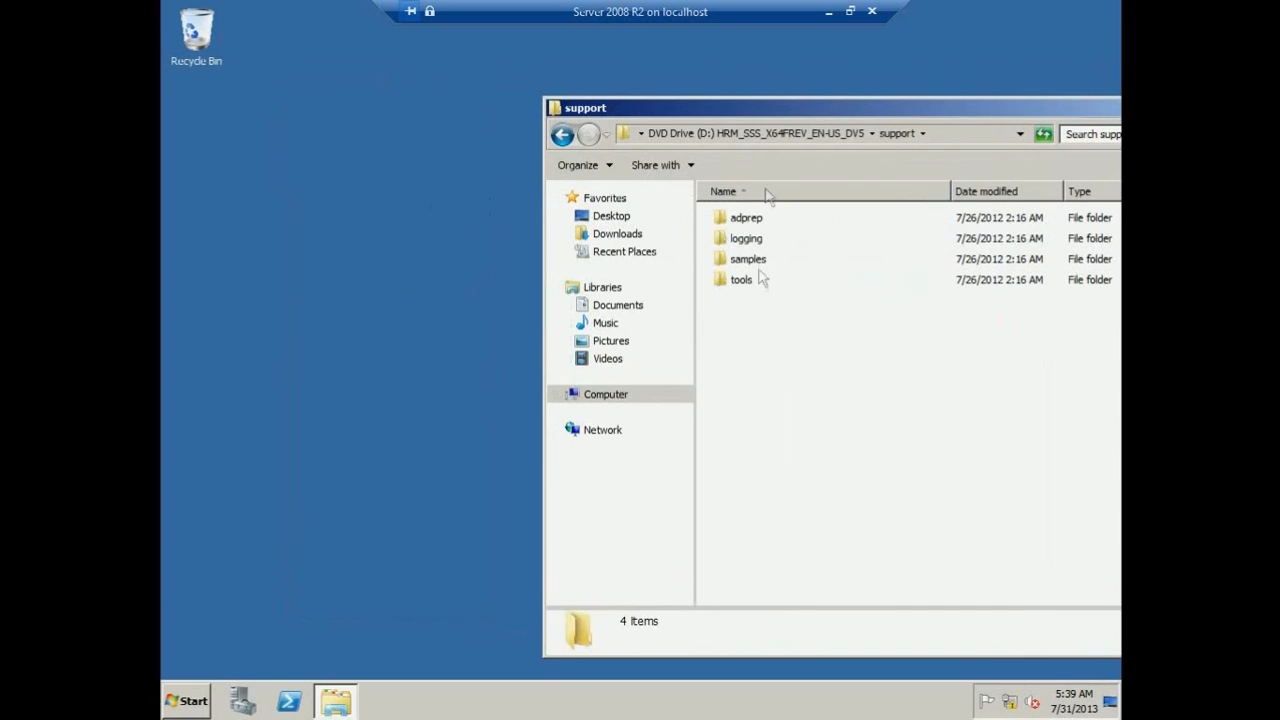 Server 2008 R2 on localhost
Recycle Bin
support
DVD Drive (D:) HRM_SSS_X64FREV_EN-US_DV5 support
Search supp
Organize Share with
Name Date modified Type
Favorites
Desktop
Downloads
Recent Places
Libraries
Documents
Music
Pictures
Videos
Computer
Network
adprep 7/26/2012 2:16 AM File folder
logging 7/26/2012 2:16 AM File folder
samples 7/26/2012 2:16 AM File folder
tools 7/26/2012 2:16 AM File folder
4 items
Start
5:39 AM
7/31/2013